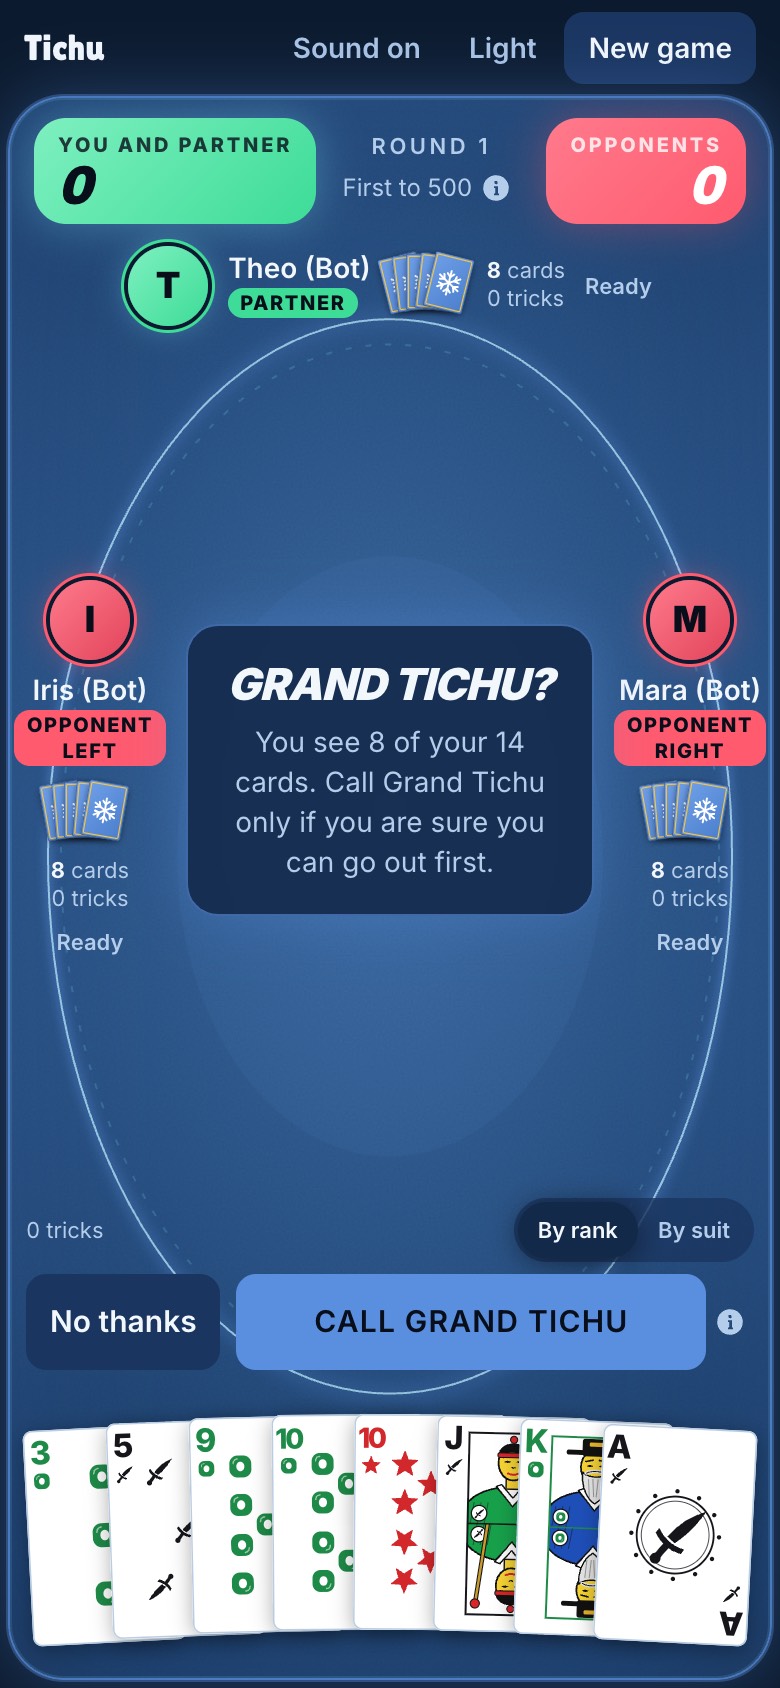 Tichu
Sound on
Light
New game
YOU AND PARTNER
0
ROUND 1
First to 500 i
OPPONENTS
0
T
Theo (Bot)
PARTNER
8 cards
0 tricks
Ready
I
Iris (Bot)
OPPONENT
LEFT
8 cards
0 tricks
Ready
GRAND TICHU?
You see 8 of your 14
cards. Call Grand Tichu
only if you are sure you
can go out first.
M
Mara (Bot)
OPPONENT
RIGHT
8 cards
0 tricks
Ready
0 tricks
By rank
By suit
No thanks
CALL GRAND TICHU
i
3
5
9
10
10
J
K
A
A